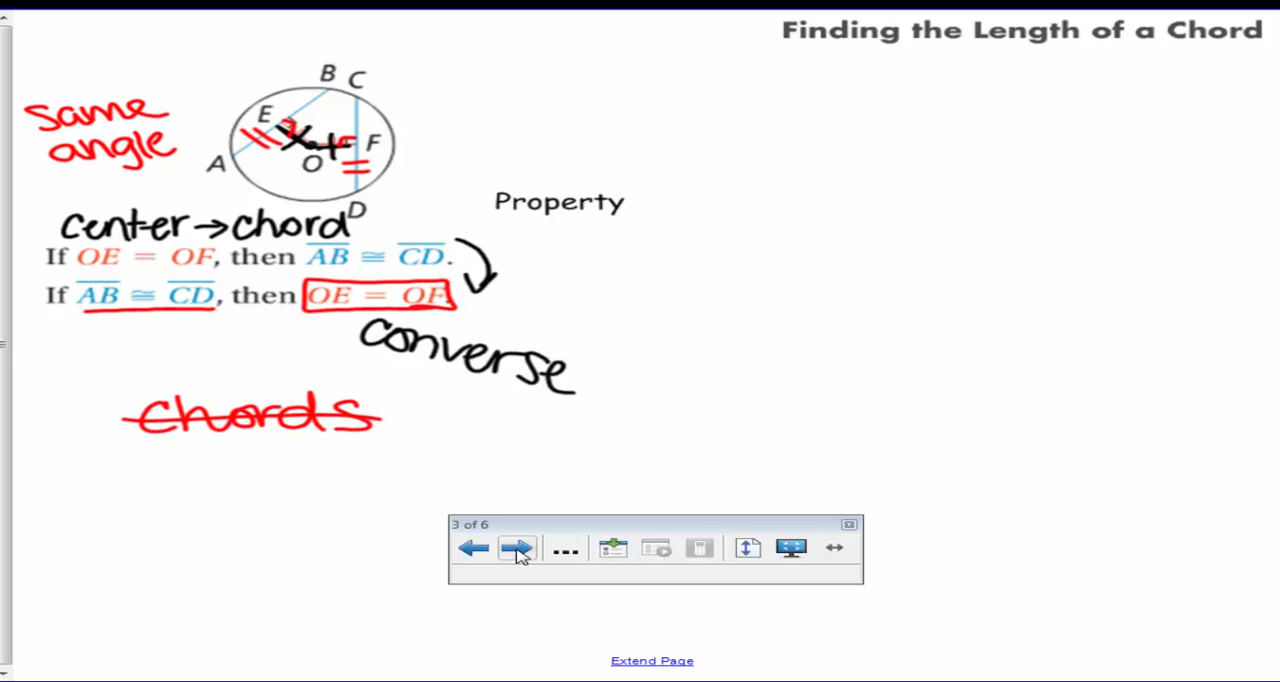 Finding the Length of a Chord
B C
same
angle
E
F
A
O
D
center → chord
Property
If OE = OF, then AB ≅ CD.
If AB ≅ CD, then OE = OF.
converse
chords
3 of 6
Extend Page